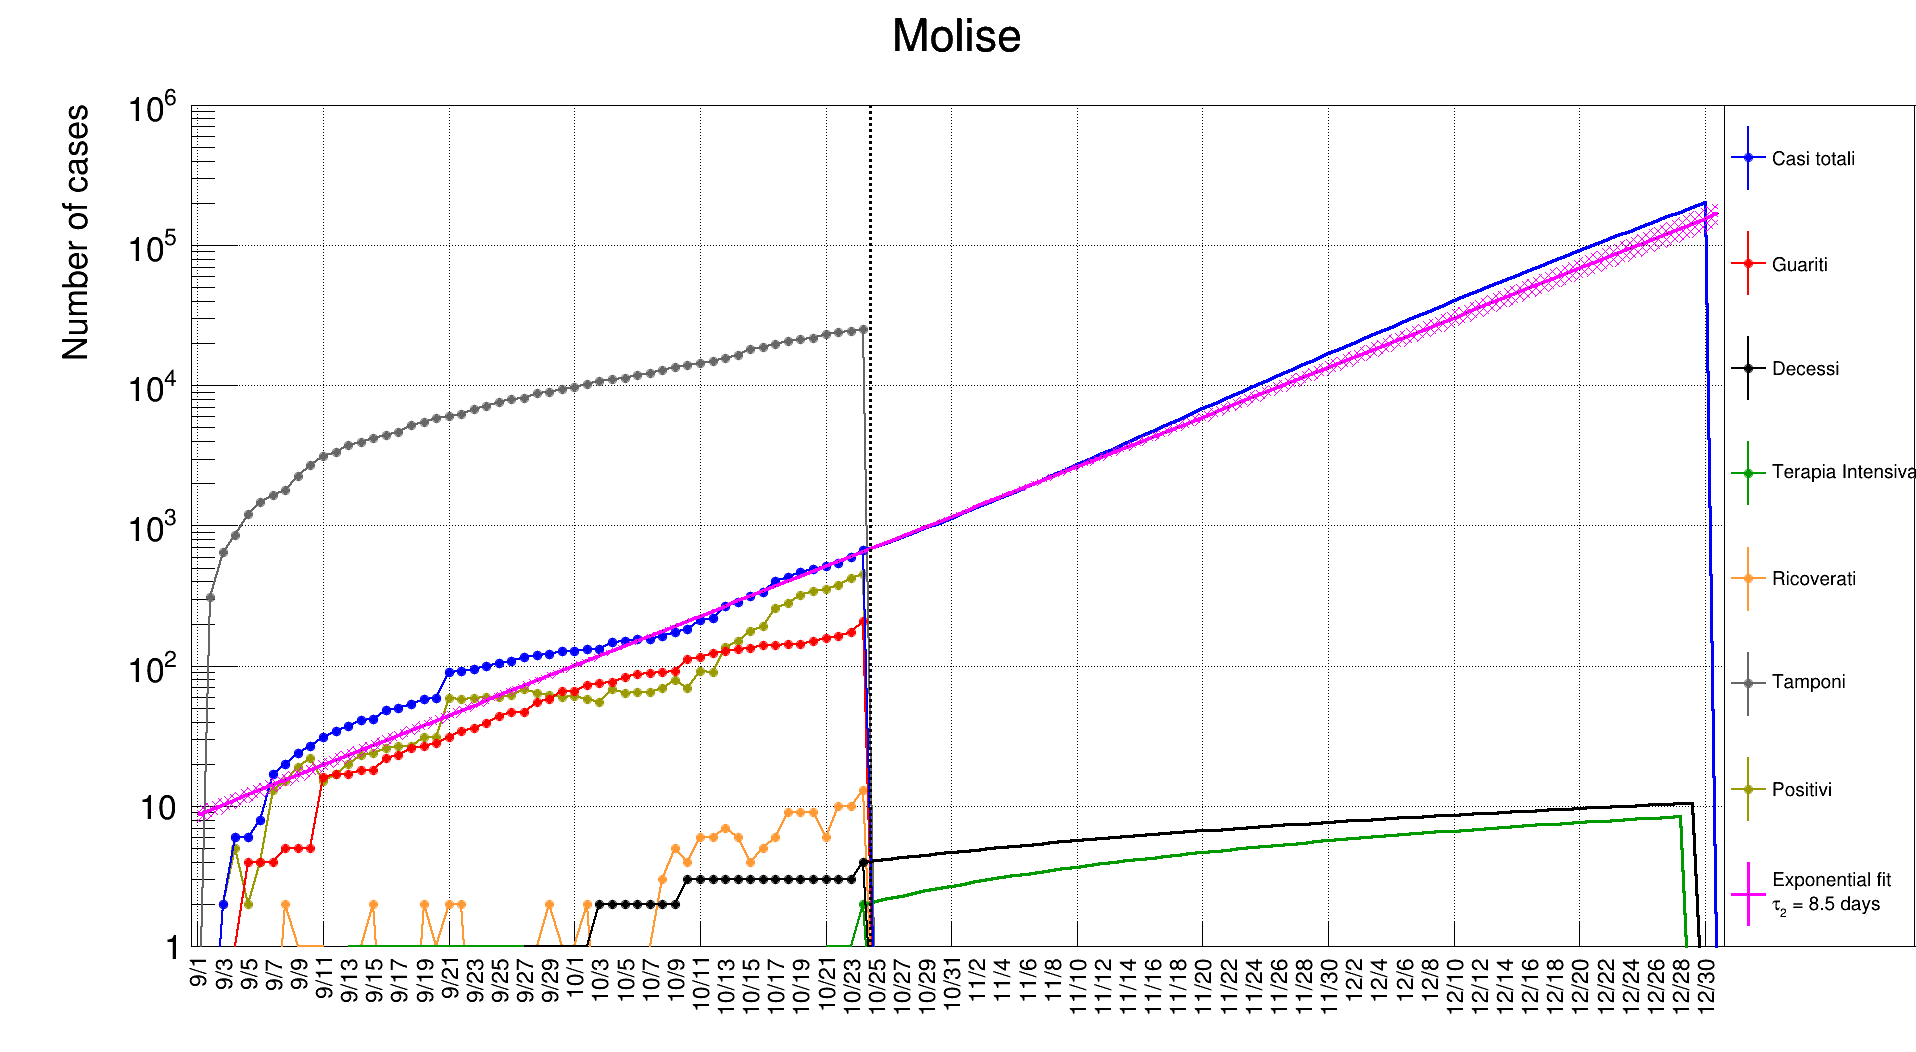 Molise
Number of cases
10^6
10^5
10^4
10^3
10^2
10
1
9/1 9/3 9/5 9/7 9/9 9/11 9/13 9/15 9/17 9/19 9/21 9/23 9/25 9/27 9/29 10/1 10/3 10/5 10/7 10/9 10/11 10/13 10/15 10/17 10/19 10/21 10/23 10/25 10/27 10/29 10/31 11/2 11/4 11/6 11/8 11/10 11/12 11/14 11/16 11/18 11/20 11/22 11/24 11/26 11/28 11/30 12/2 12/4 12/6 12/8 12/10 12/12 12/14 12/16 12/18 12/20 12/22 12/24 12/26 12/28 12/30
Casi totali
Guariti
Decessi
Terapia Intensiva
Ricoverati
Tamponi
Positivi
Exponential fit
τ₂ = 8.5 days